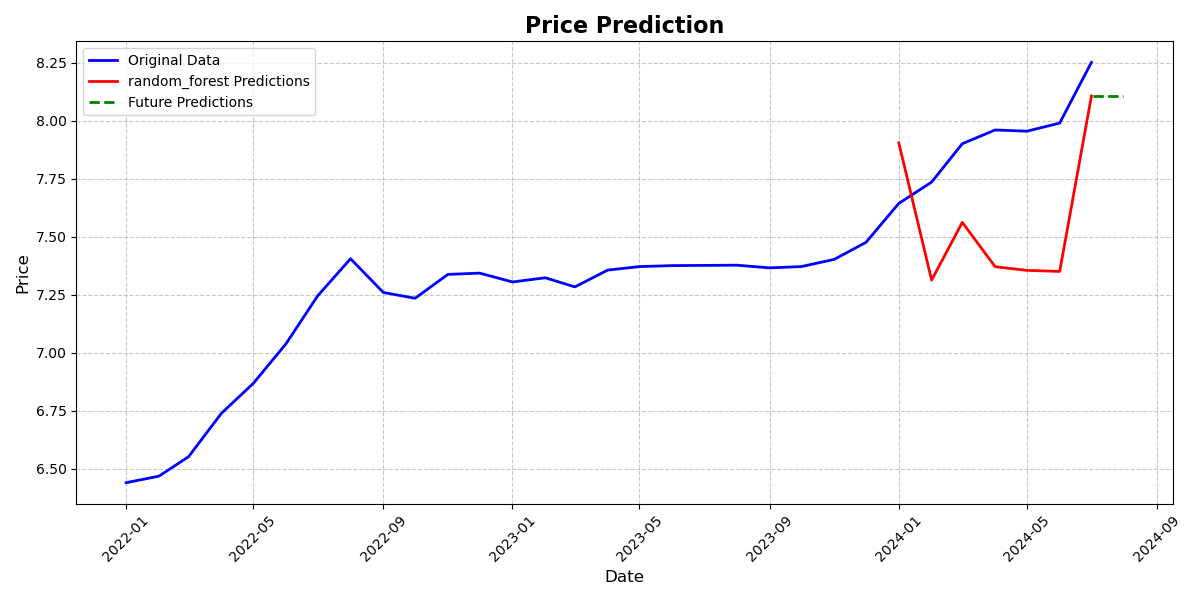 Price Prediction
Original Data
random_forest Predictions
Future Predictions
Price
8.25
8.00
7.75
7.50
7.25
7.00
6.75
6.50
2022-01
2022-05
2022-09
2023-01
2023-05
2023-09
2024-01
2024-05
2024-09
Date